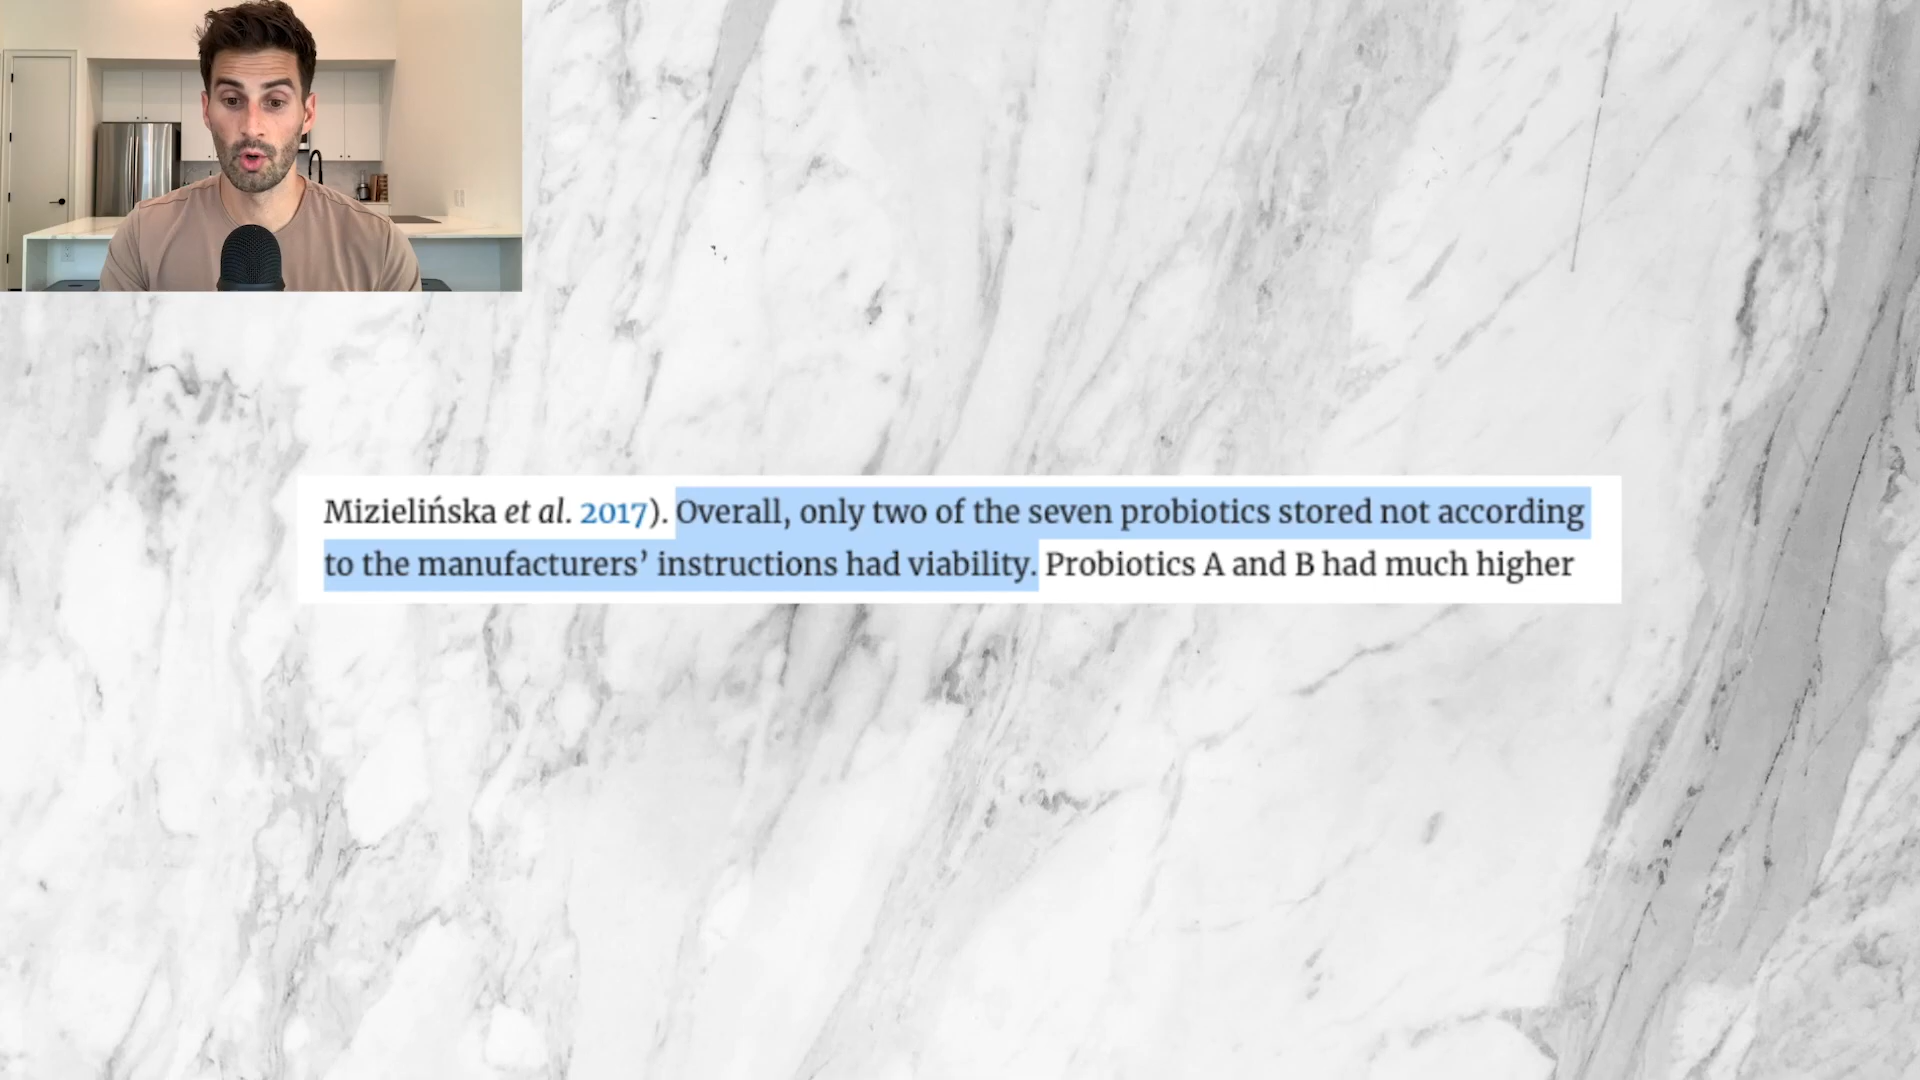 Mizielińska et al. 2017). Overall, only two of the seven probiotics stored not according
to the manufacturers’ instructions had viability. Probiotics A and B had much higher